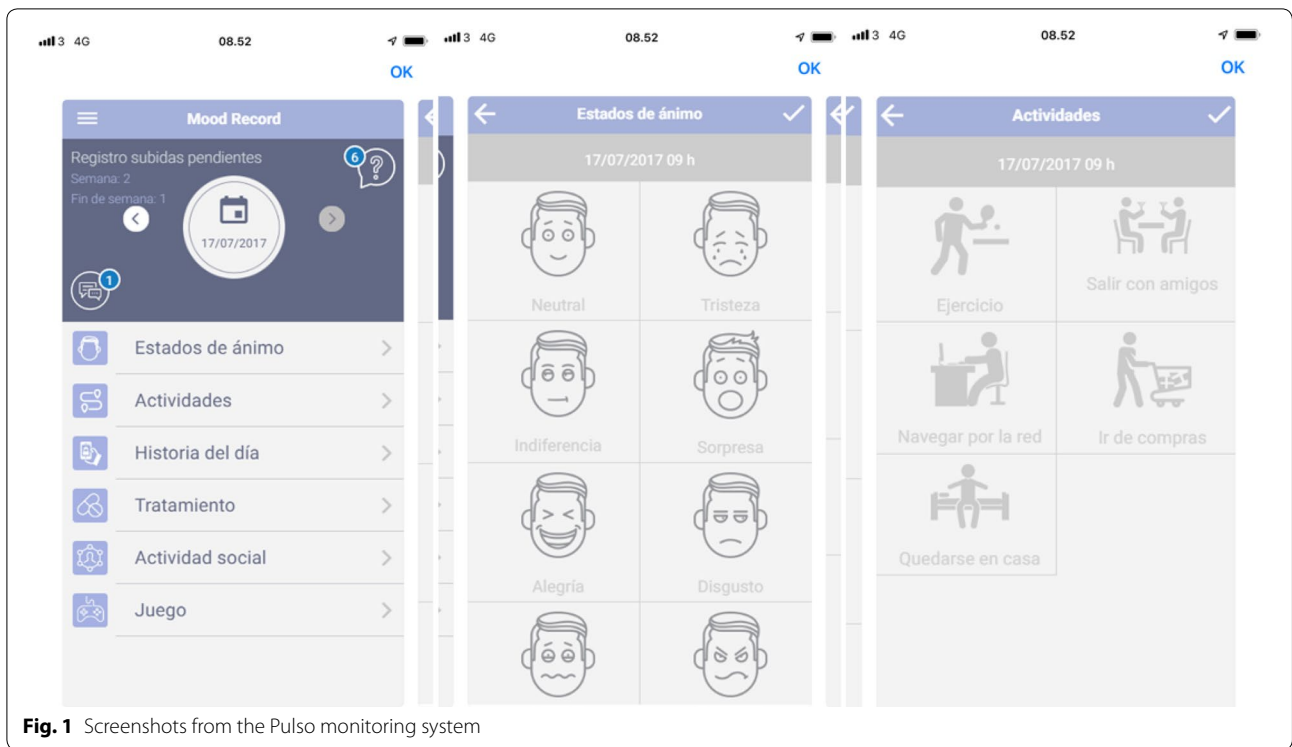 3 4G 08.52
OK
Mood Record
Registro subidas pendientes
6
Semana: 2
Fin de semana: 1
17/07/2017
1
Estados de ánimo
Actividades
Historia del día
Tratamiento
Actividad social
Juego
3 4G 08.52
OK
Estados de ánimo
17/07/2017 09 h
Neutral Tristeza
Indiferencia Sorpresa
Alegría Disgusto
3 4G 08.52
OK
Actividades
17/07/2017 09 h
Ejercicio Salir con amigos
Navegar por la red Ir de compras
Quedarse en casa
Fig. 1 Screenshots from the Pulso monitoring system